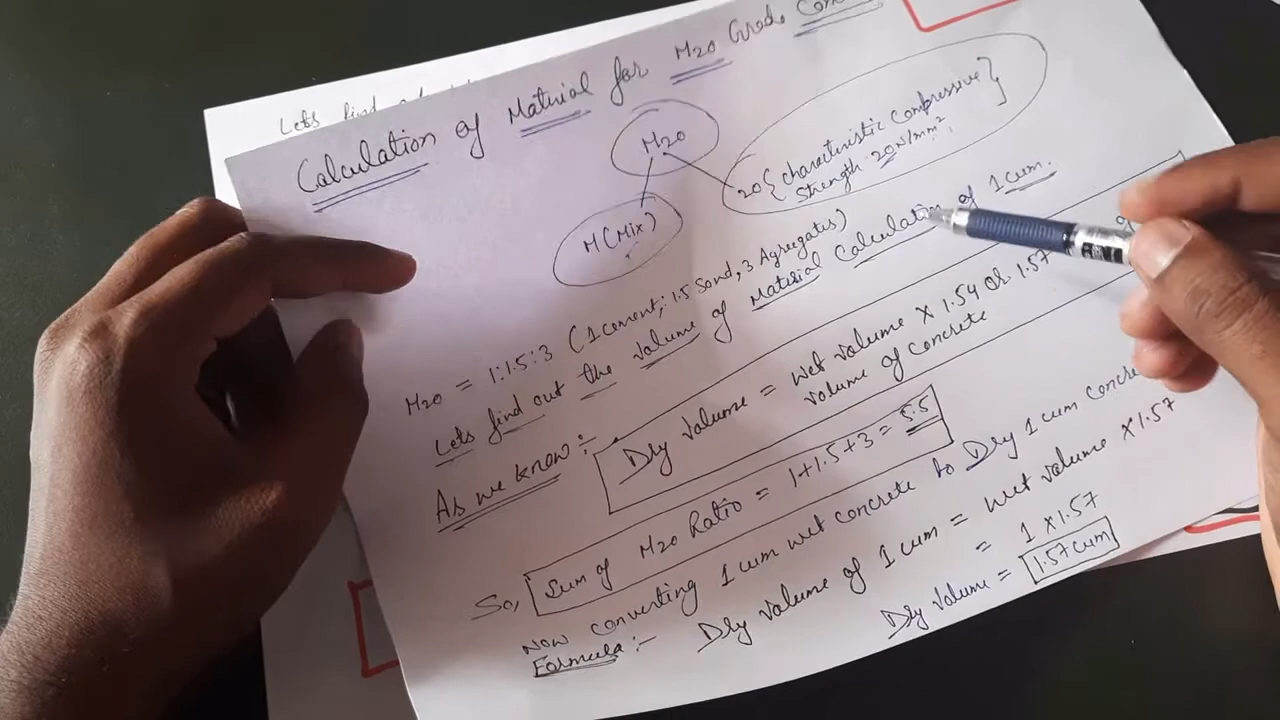 Lets find
Calculation of Material for M20 Grade
M20
20 { characteristic compressive }
strength 20N/mm²
M (Mix)
M20 = 1:1.5:3 (1 cement, 1.5 Sand, 3 Agregates)
Lets find out the volume of Material Calculation of 1 cum.
As we know :-
Dry volume = wet volume X 1.54 or 1.57 of
volume of concrete
So, Sum of M20 Ratio = 1+1.5+3 = 5.5
Now converting 1 cum wet concrete to Dry 1 cum
Formula :- Dry volume of 1 cum = wet volume X 1.57
= 1 X 1.57
Dry volume = 1.57 cum